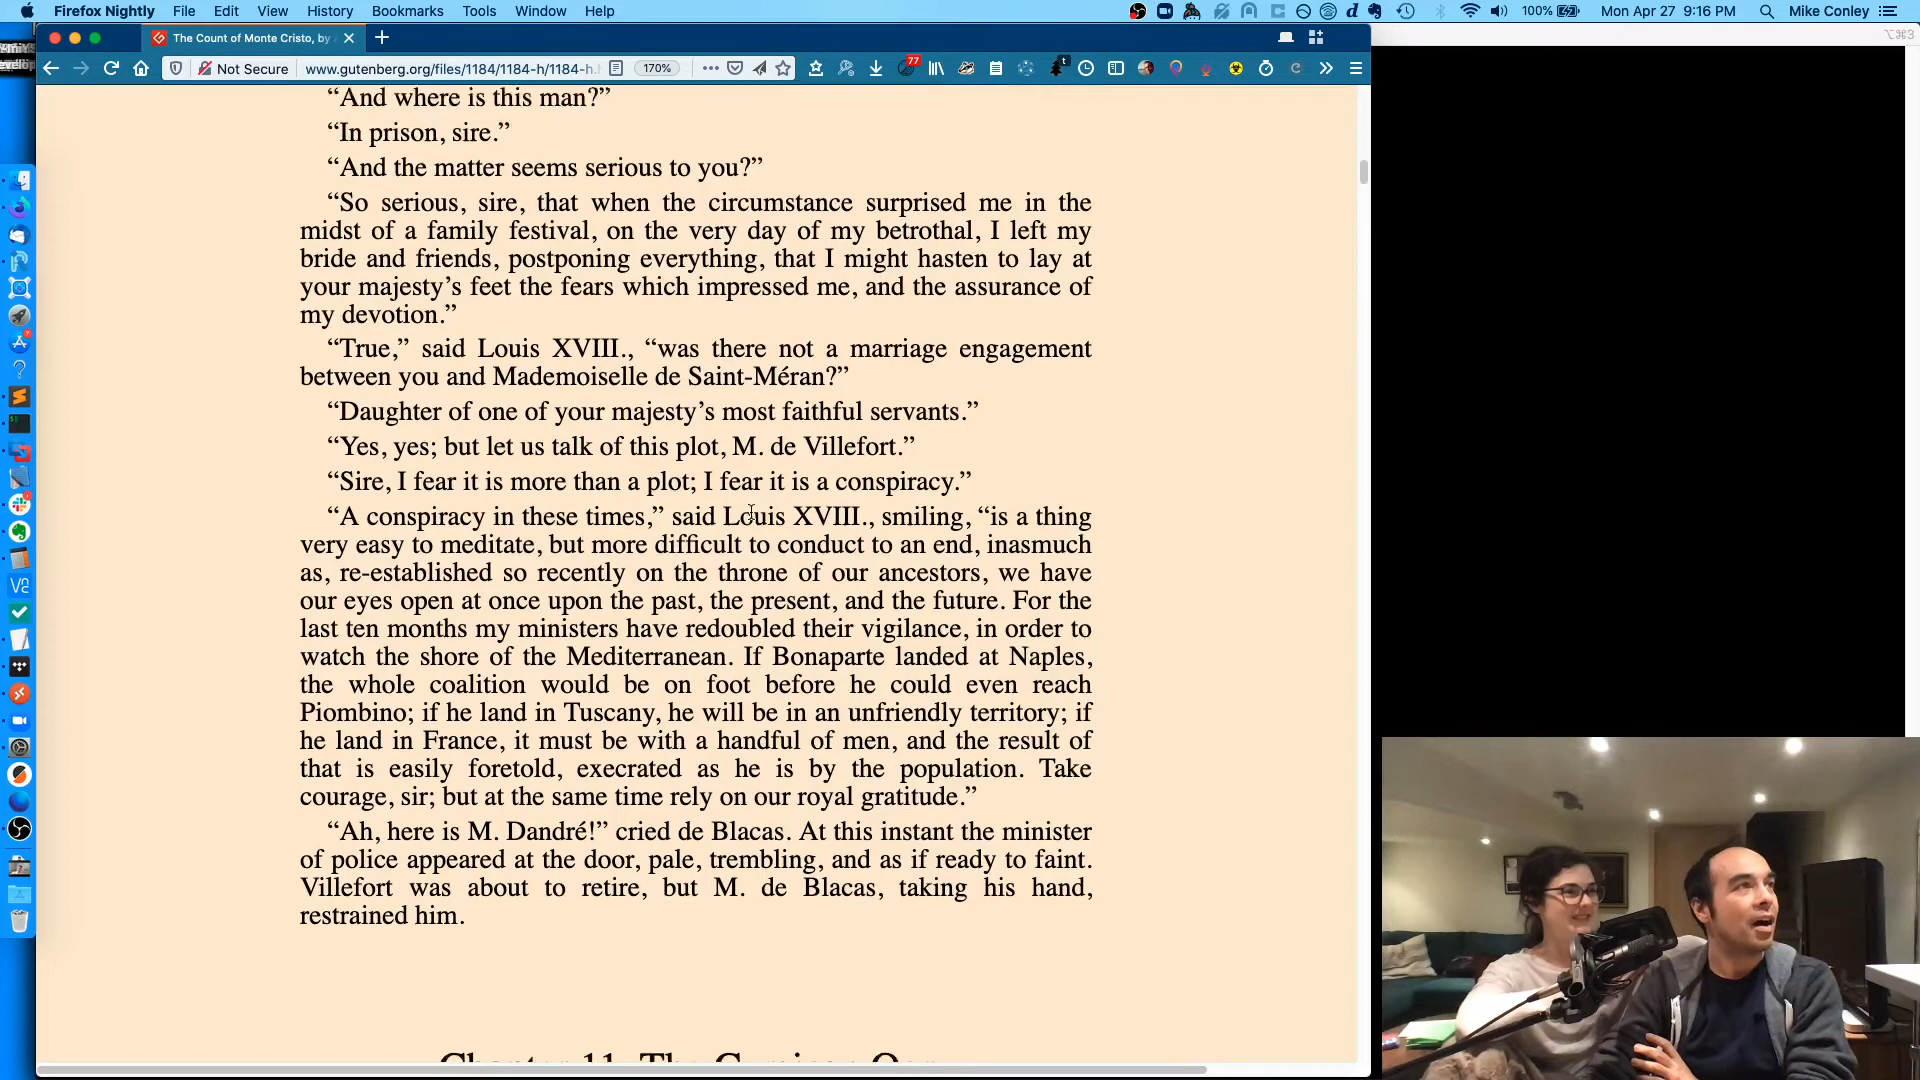 Firefox Nightly File Edit View History Bookmarks Tools Window Help
100% Mon Apr 27 9:16 PM Mike Conley
The Count of Monte Cristo, by
⌥⌘3
Not Secure www.gutenberg.org/files/1184/1184-h/1184-h. 170% 77
“And where is this man?”
“In prison, sire.”
“And the matter seems serious to you?”
“So serious, sire, that when the circumstance surprised me in the
midst of a family festival, on the very day of my betrothal, I left my
bride and friends, postponing everything, that I might hasten to lay at
your majesty’s feet the fears which impressed me, and the assurance of
my devotion.”
“True,” said Louis XVIII., “was there not a marriage engagement
between you and Mademoiselle de Saint-Méran?”
“Daughter of one of your majesty’s most faithful servants.”
“Yes, yes; but let us talk of this plot, M. de Villefort.”
“Sire, I fear it is more than a plot; I fear it is a conspiracy.”
“A conspiracy in these times,” said Louis XVIII., smiling, “is a thing
very easy to meditate, but more difficult to conduct to an end, inasmuch
as, re-established so recently on the throne of our ancestors, we have
our eyes open at once upon the past, the present, and the future. For the
last ten months my ministers have redoubled their vigilance, in order to
watch the shore of the Mediterranean. If Bonaparte landed at Naples,
the whole coalition would be on foot before he could even reach
Piombino; if he land in Tuscany, he will be in an unfriendly territory; if
he land in France, it must be with a handful of men, and the result of
that is easily foretold, execrated as he is by the population. Take
courage, sir; but at the same time rely on our royal gratitude.”
“Ah, here is M. Dandré!” cried de Blacas. At this instant the minister
of police appeared at the door, pale, trembling, and as if ready to faint.
Villefort was about to retire, but M. de Blacas, taking his hand,
restrained him.
Chapter 11. The Corsican Ogre